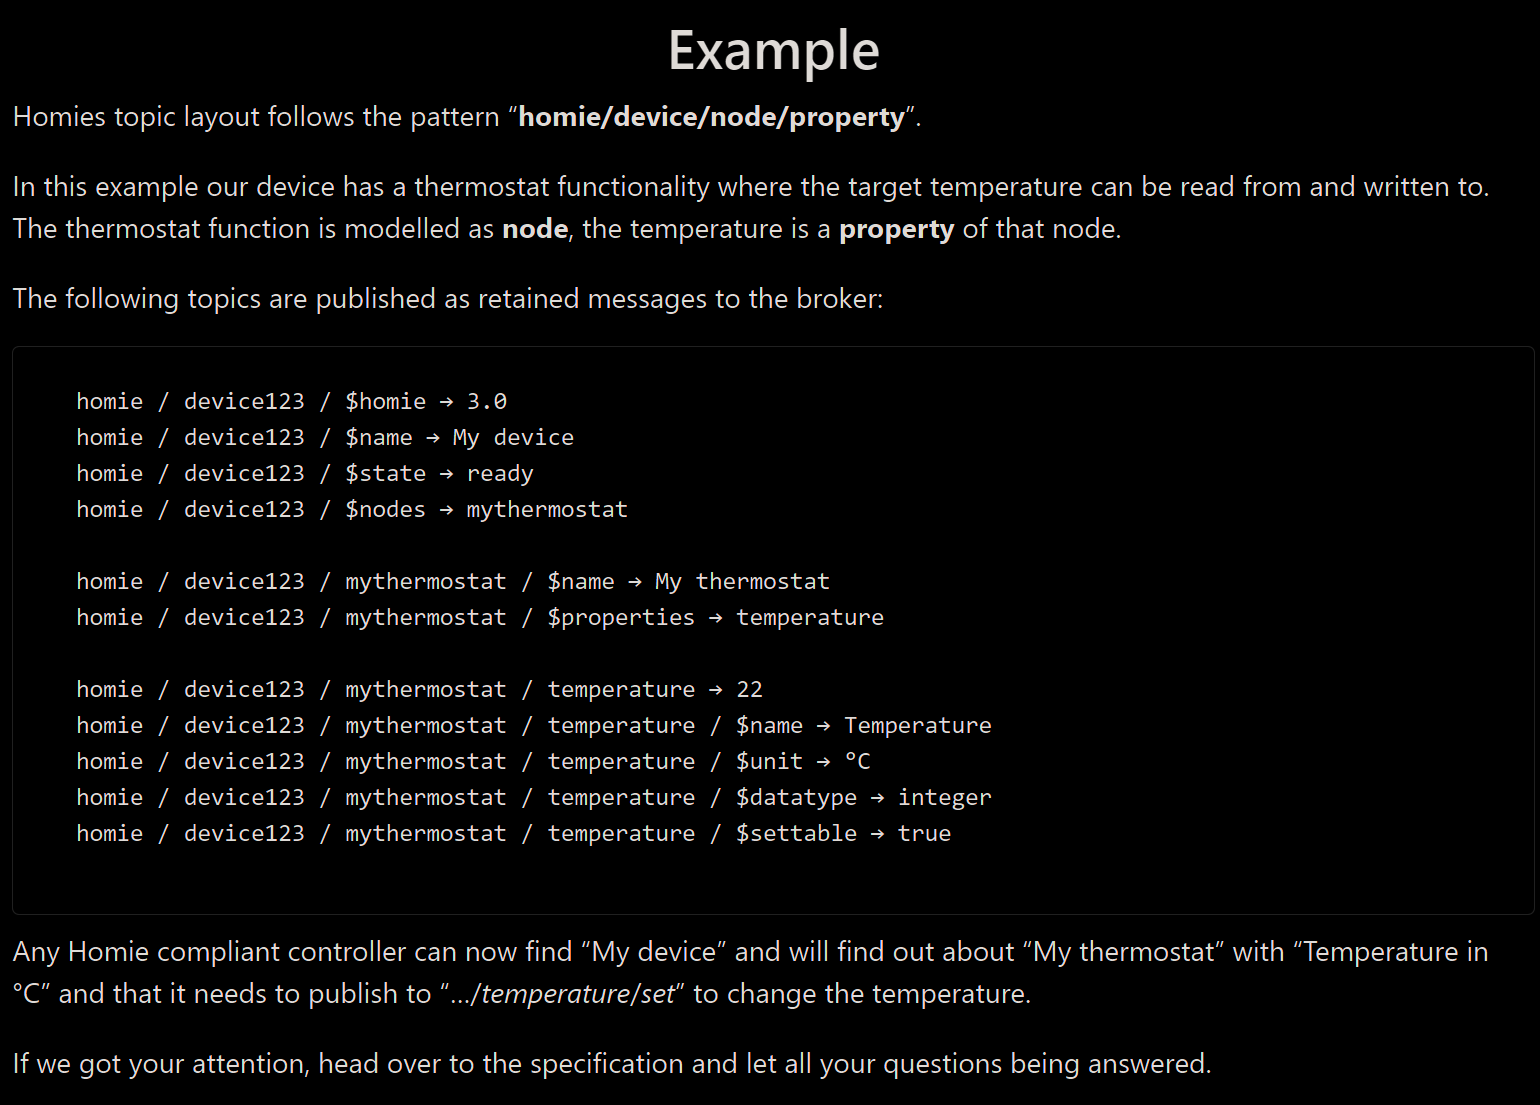 Example
Homies topic layout follows the pattern “homie/device/node/property”.
In this example our device has a thermostat functionality where the target temperature can be read from and written to.
The thermostat function is modelled as node, the temperature is a property of that node.
The following topics are published as retained messages to the broker:
homie / device123 / $homie → 3.0
homie / device123 / $name → My device
homie / device123 / $state → ready
homie / device123 / $nodes → mythermostat
homie / device123 / mythermostat / $name → My thermostat
homie / device123 / mythermostat / $properties → temperature
homie / device123 / mythermostat / temperature → 22
homie / device123 / mythermostat / temperature / $name → Temperature
homie / device123 / mythermostat / temperature / $unit → °C
homie / device123 / mythermostat / temperature / $datatype → integer
homie / device123 / mythermostat / temperature / $settable → true
Any Homie compliant controller can now find “My device” and will find out about “My thermostat” with “Temperature in
°C” and that it needs to publish to “…/temperature/set” to change the temperature.
If we got your attention, head over to the specification and let all your questions being answered.